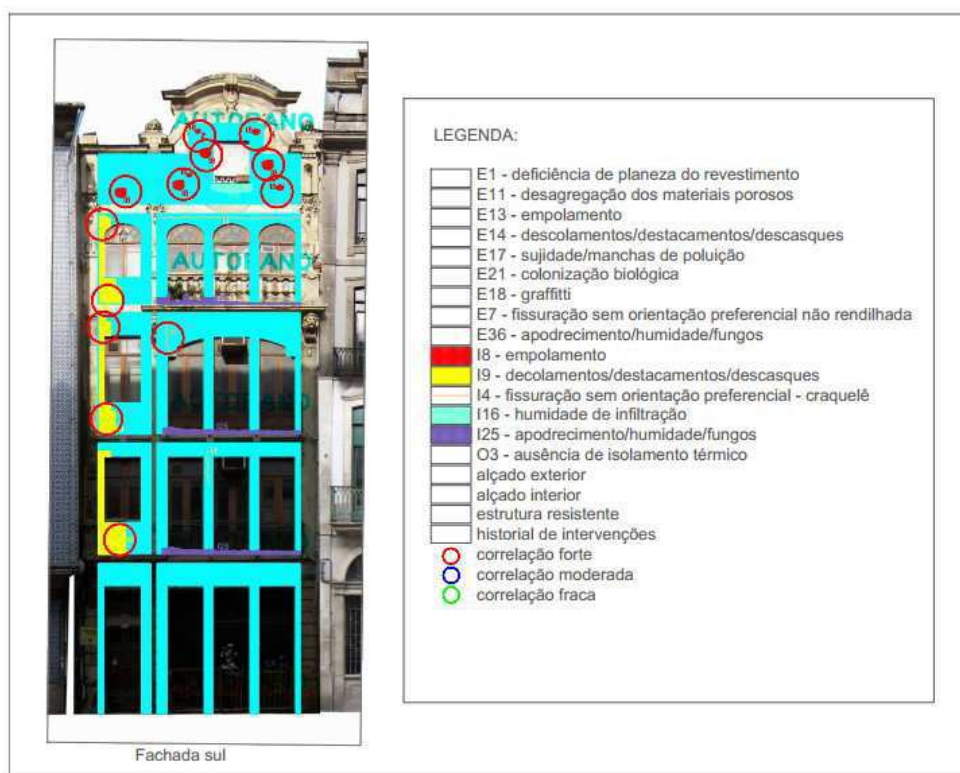 AUTORANO
AUTORANO
AUTORANO
Fachada sul
LEGENDA:
E1 - deficiência de planeza do revestimento
E11 - desagregação dos materiais porosos
E13 - empolamento
E14 - descolamentos/destacamentos/descasques
E17 - sujidade/manchas de poluição
E21 - colonização biológica
E18 - graffitti
E7 - fissuração sem orientação preferencial não rendilhada
E36 - apodrecimento/humidade/fungos
I8 - empolamento
I9 - decolamentos/destacamentos/descasques
I4 - fissuração sem orientação preferencial - craquelê
I16 - humidade de infiltração
I25 - apodrecimento/humidade/fungos
O3 - ausência de isolamento térmico
alçado exterior
alçado interior
estrutura resistente
historial de intervenções
correlação forte
correlação moderada
correlação fraca